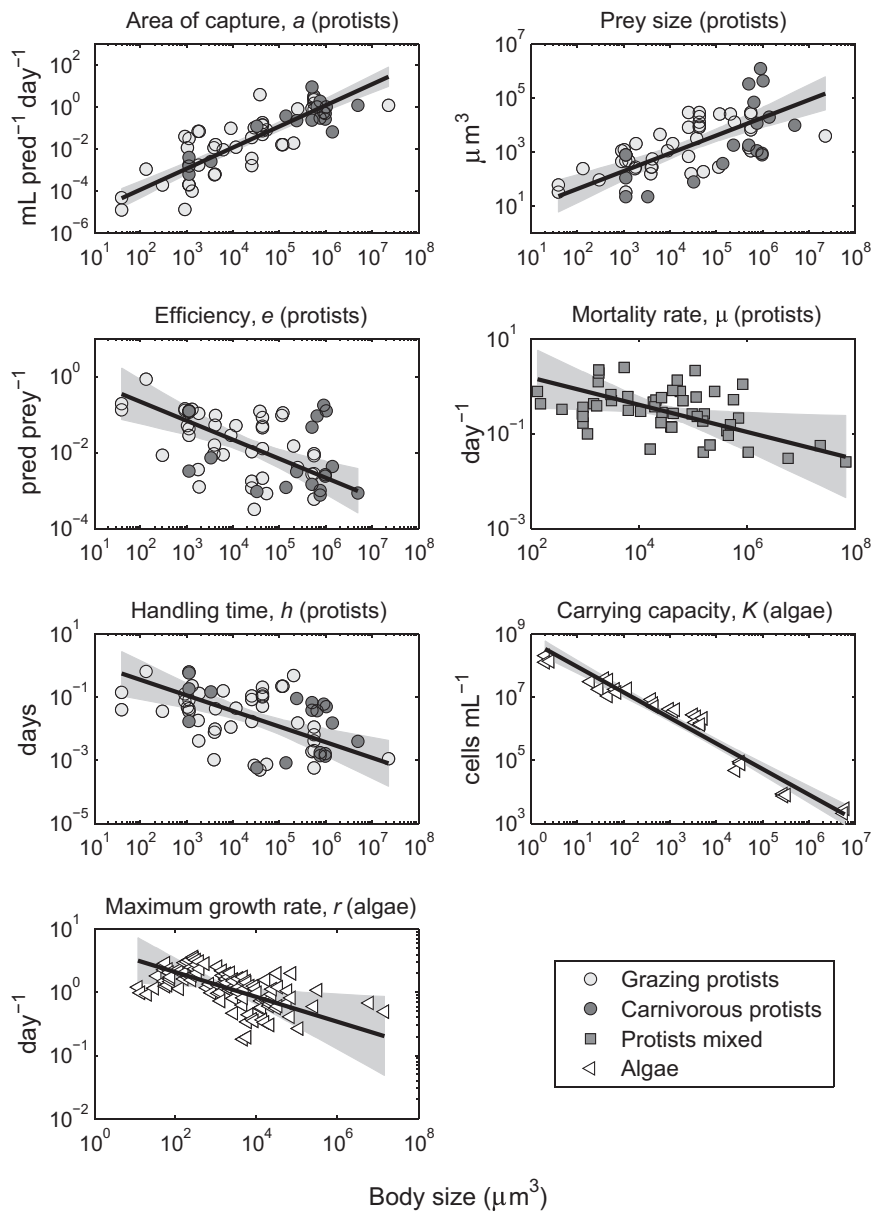 Area of capture, a (protists)
mL pred⁻¹ day⁻¹
10²
10⁰
10⁻²
10⁻⁴
10⁻⁶
10¹ 10² 10³ 10⁴ 10⁵ 10⁶ 10⁷ 10⁸
Prey size (protists)
μm³
10⁷
10⁵
10³
10¹
10¹ 10² 10³ 10⁴ 10⁵ 10⁶ 10⁷ 10⁸
Efficiency, e (protists)
pred prey⁻¹
10⁰
10⁻²
10⁻⁴
10¹ 10² 10³ 10⁴ 10⁵ 10⁶ 10⁷ 10⁸
Mortality rate, μ (protists)
day⁻¹
10¹
10⁻¹
10⁻³
10² 10⁴ 10⁶ 10⁸
Handling time, h (protists)
days
10¹
10⁻¹
10⁻³
10⁻⁵
10¹ 10² 10³ 10⁴ 10⁵ 10⁶ 10⁷ 10⁸
Carrying capacity, K (algae)
cells mL⁻¹
10⁹
10⁷
10⁵
10³
10⁰ 10¹ 10² 10³ 10⁴ 10⁵ 10⁶ 10⁷
Maximum growth rate, r (algae)
day⁻¹
10¹
10⁰
10⁻¹
10⁻²
10⁰ 10² 10⁴ 10⁶ 10⁸
Grazing protists
Carnivorous protists
Protists mixed
Algae
Body size (μm³)